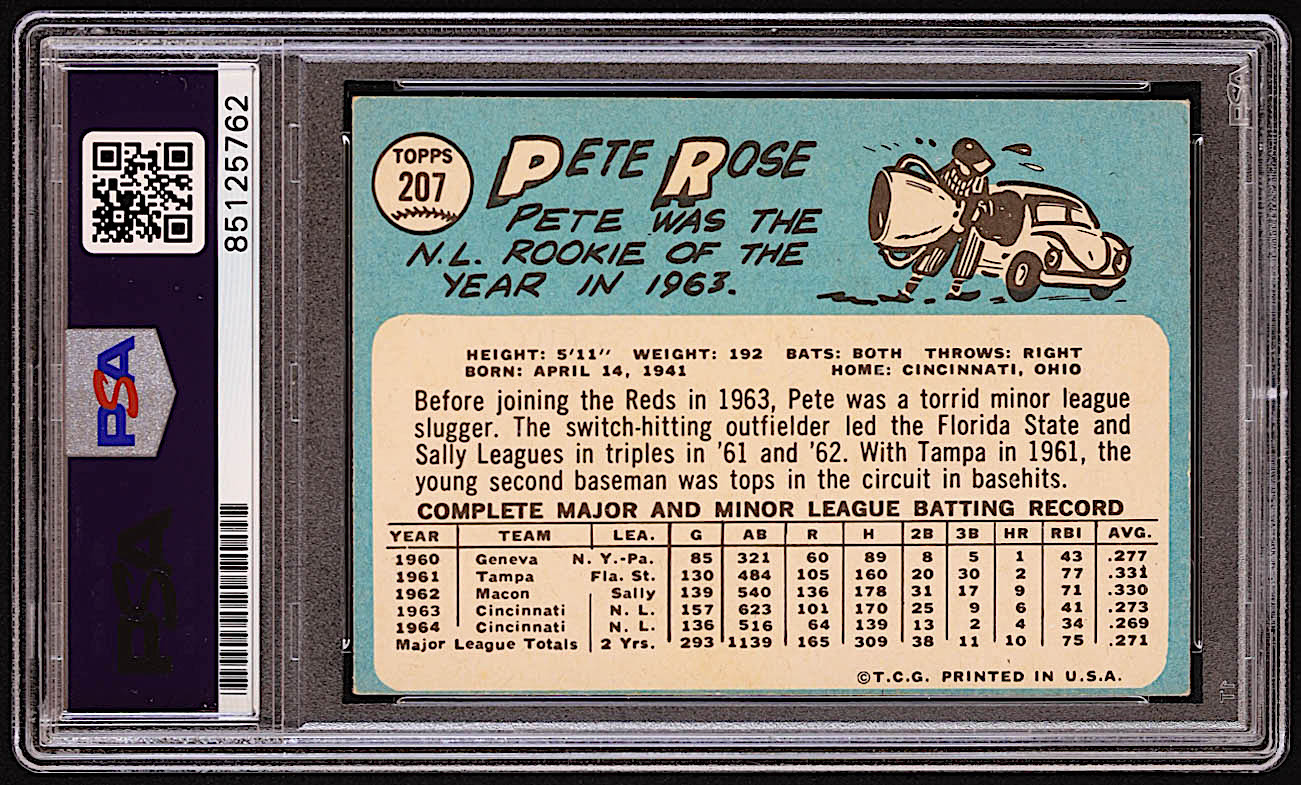 85125762
PSA
PSA
PSA
TOPPS
207
PETE ROSE
PETE WAS THE
N.L. ROOKIE OF THE
YEAR IN 1963.
HEIGHT: 5'11" WEIGHT: 192 BATS: BOTH THROWS: RIGHT
BORN: APRIL 14, 1941 HOME: CINCINNATI, OHIO
Before joining the Reds in 1963, Pete was a torrid minor league
slugger. The switch-hitting outfielder led the Florida State and
Sally Leagues in triples in '61 and '62. With Tampa in 1961, the
young second baseman was tops in the circuit in basehits.
COMPLETE MAJOR AND MINOR LEAGUE BATTING RECORD
YEAR TEAM LEA. G AB R H 2B 3B HR RBI AVG.
1960 Geneva N. Y.-Pa. 85 321 60 89 8 5 1 43 .277
1961 Tampa Fla. St. 130 484 105 160 20 30 2 77 .331
1962 Macon Sally 139 540 136 178 31 17 9 71 .330
1963 Cincinnati N. L. 157 623 101 170 25 9 6 41 .273
1964 Cincinnati N. L. 136 516 64 139 13 2 4 34 .269
Major League Totals 2 Yrs. 293 1139 165 309 38 11 10 75 .271
©T.C.G. PRINTED IN U.S.A.